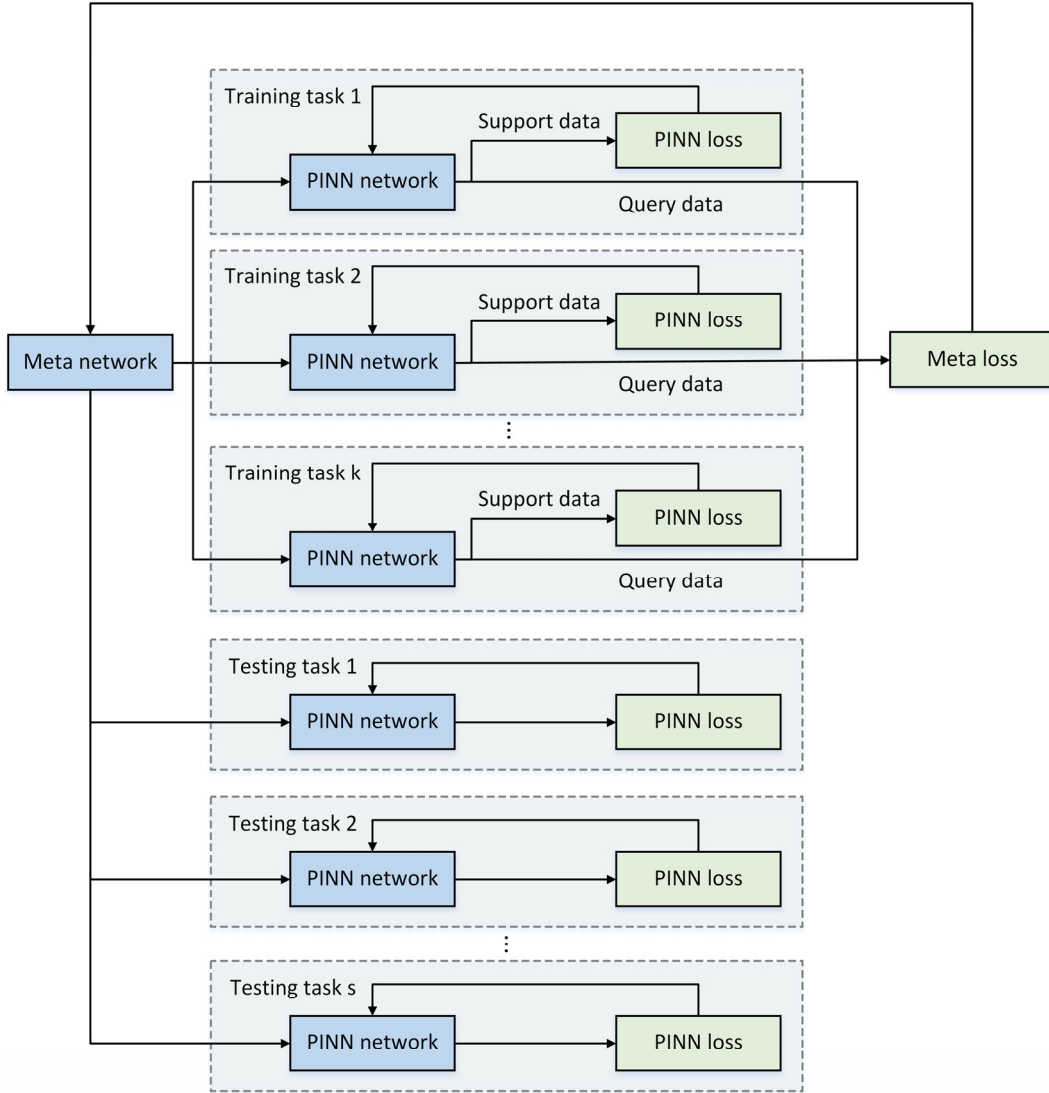 Training task 1
Support data
PINN loss
PINN network
Query data
Training task 2
Support data
PINN loss
PINN network
Query data
Meta network
Meta loss
⋮
Training task k
Support data
PINN loss
PINN network
Query data
Testing task 1
PINN network
PINN loss
Testing task 2
PINN network
PINN loss
⋮
Testing task s
PINN network
PINN loss